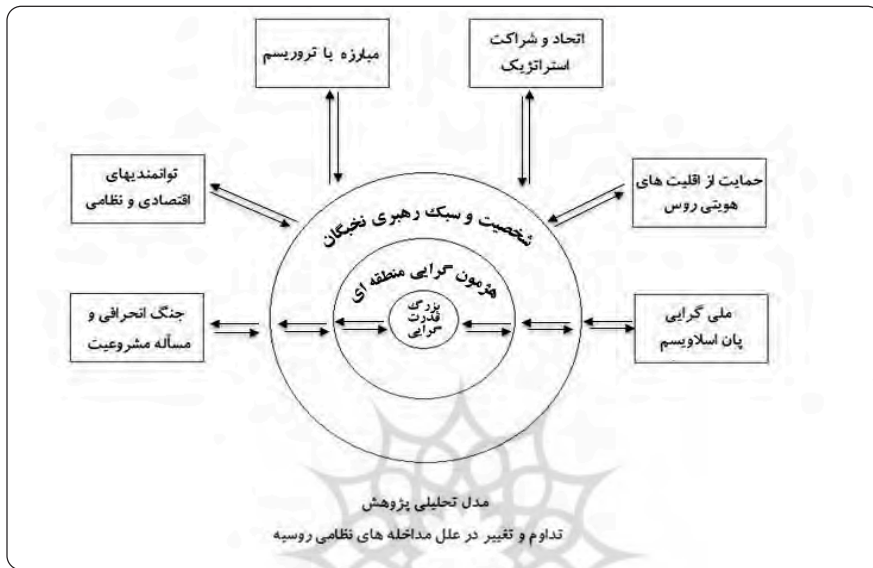 اتحاد و شراکت
استراتژیک
مبارزه با تروریسم
حمایت از اقلیت های
هویتی روس
توانمندیهای
اقتصادی و نظامی
شخصیت و سبک رهبری نخبگان
هژمون گرایی منطقه ای
بزرگ
قدرت
گرایی
ملی گرایی
پان اسلاویسم
جنگ انحرافی و
مسأله مشروعیت
مدل تحلیلی پژوهش
تداوم و تغییر در علل مداخله های نظامی روسیه